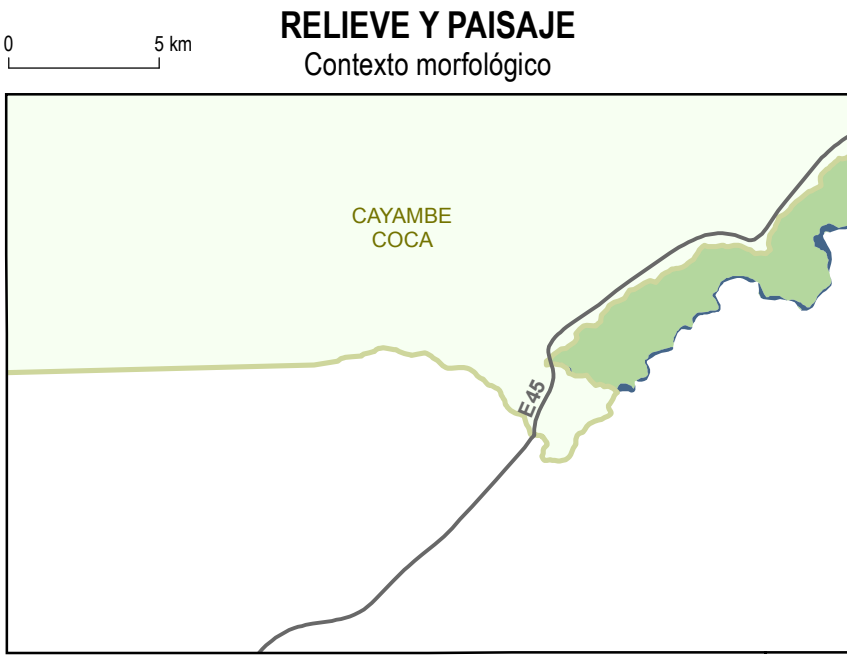 RELIEVE Y PAISAJE
0 5 km
Contexto morfológico
CAYAMBE
COCA
E45